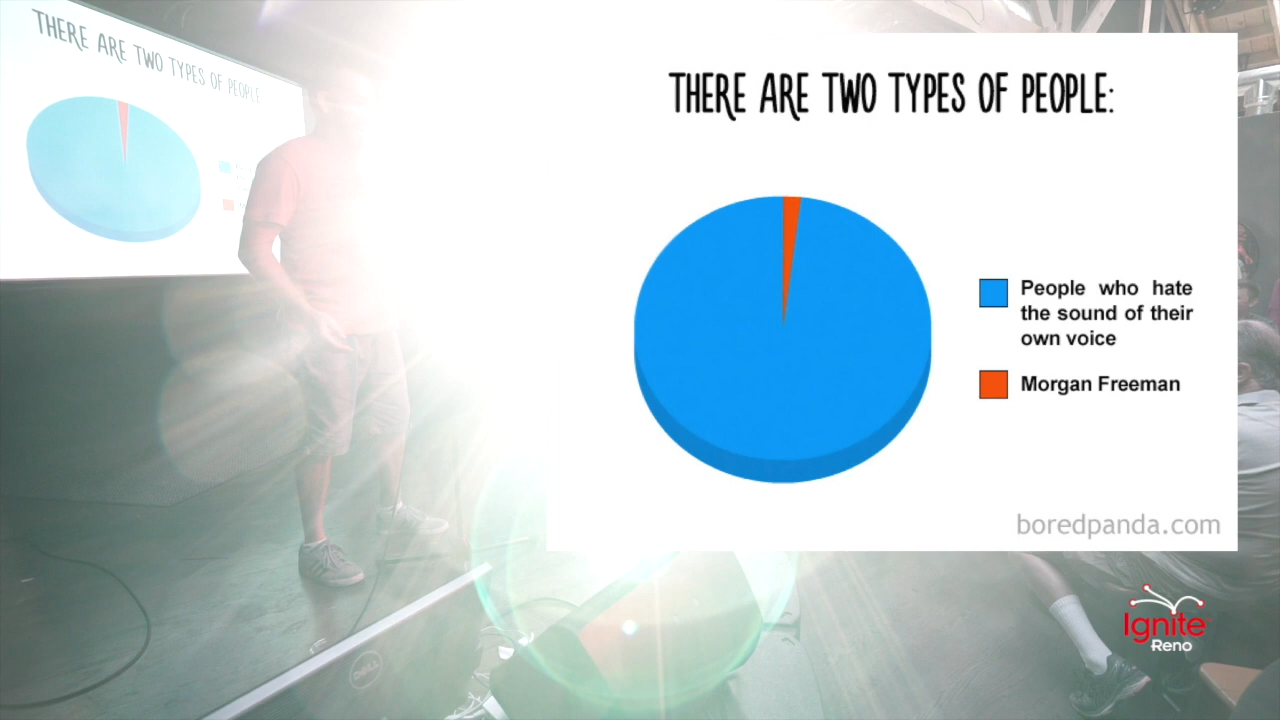 THERE ARE TWO TYPES OF PEOPLE
THERE ARE TWO TYPES OF PEOPLE:
People who hate
the sound of their
own voice
Morgan Freeman
boredpanda.com
DELL
Ignite
Reno